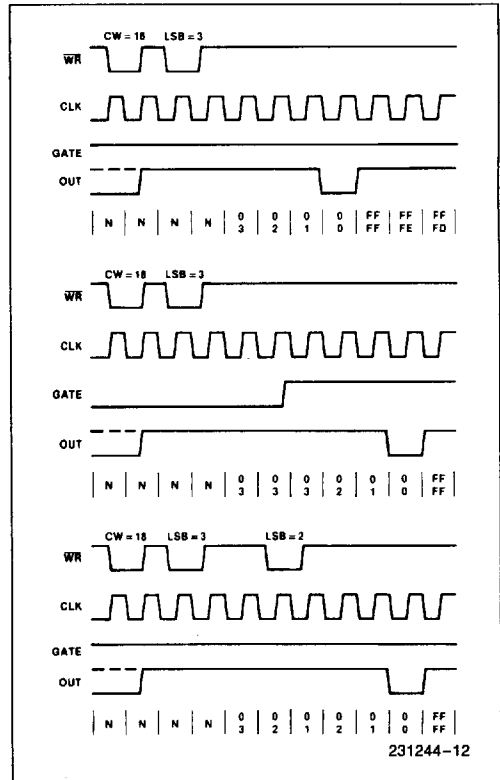 CW = 18 LSB = 3
WR
CLK
GATE
OUT
N N N N 0 0 0 0 FF FF FF
3 2 1 0 FF FE FD
CW = 18 LSB = 3
WR
CLK
GATE
OUT
N N N N 0 0 0 0 0 0 FF
3 3 3 2 1 0 FF
CW = 18 LSB = 3 LSB = 2
WR
CLK
GATE
OUT
N N N N 0 0 0 0 0 0 FF
3 2 1 2 1 0 FF
231244-12